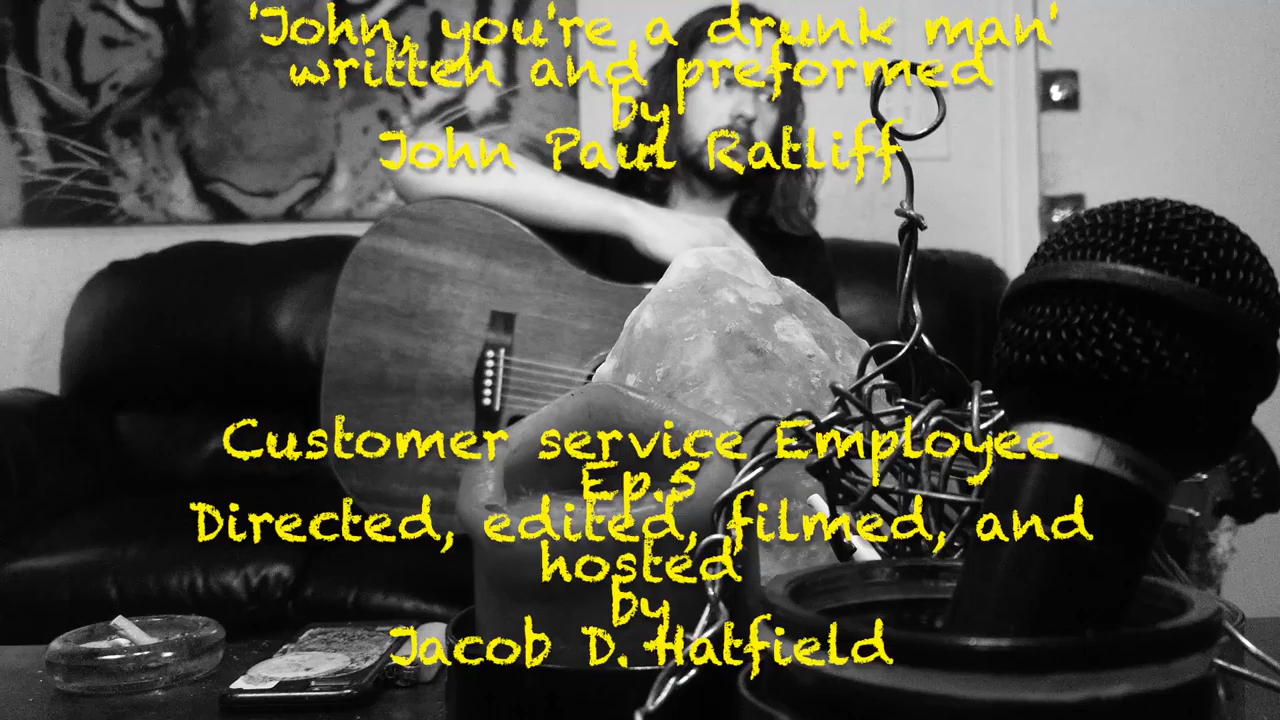 'John, you're a drunk man'
written and preformed
by
John Paul Ratliff
Customer service Employee
Ep.5
Directed, edited, filmed, and
hosted
by
Jacob D. Hatfield